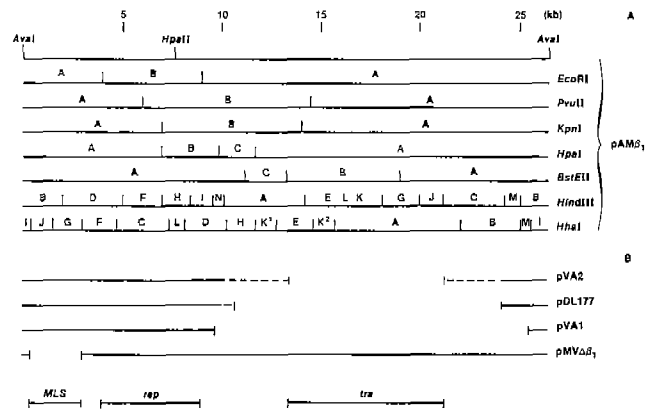 5 10 15 20 25 (kb) A
AvaI HpaII AvaI
A B A EcoRI
A B A PvuII
A B A KpnI
A B C A HpaI
A C B A BstEII
B D F H I N A E L K G J C M B HindIII
I J G F C L D H K¹ E K² A B M I HhaI
pAMβ₁
B
pVA2
pDL177
pVA1
pMVΔβ₁
MLS rep tra